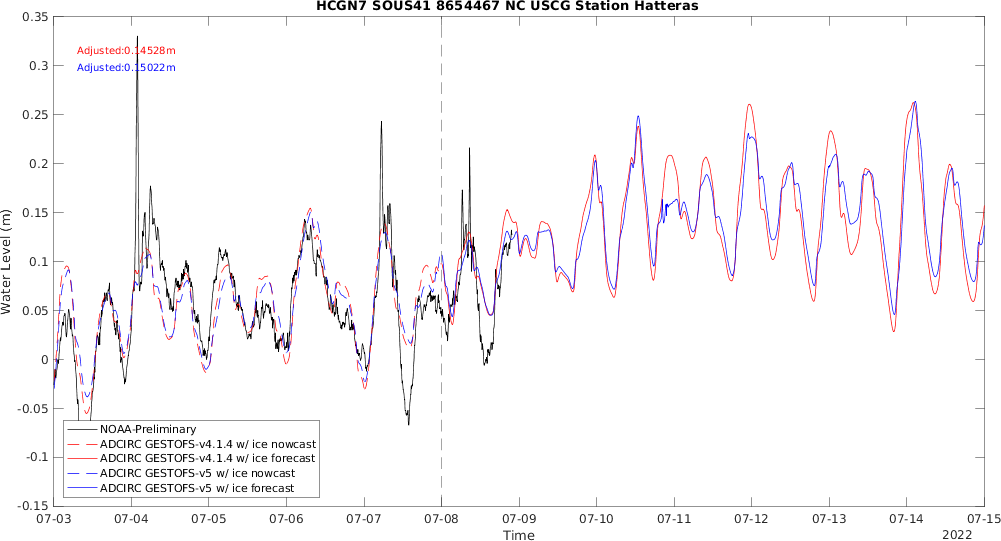 HCGN7 SOUS41 8654467 NC USCG Station Hatteras
Adjusted:0.14528m
Adjusted:0.15022m
0.35
0.3
0.25
0.2
0.15
0.1
0.05
0
-0.05
-0.1
-0.15
Water Level (m)
NOAA-Preliminary
ADCIRC GESTOFS-v4.1.4 w/ ice nowcast
ADCIRC GESTOFS-v4.1.4 w/ ice forecast
ADCIRC GESTOFS-v5 w/ ice nowcast
ADCIRC GESTOFS-v5 w/ ice forecast
07-03 07-04 07-05 07-06 07-07 07-08 07-09 07-10 07-11 07-12 07-13 07-14 07-15
Time
2022